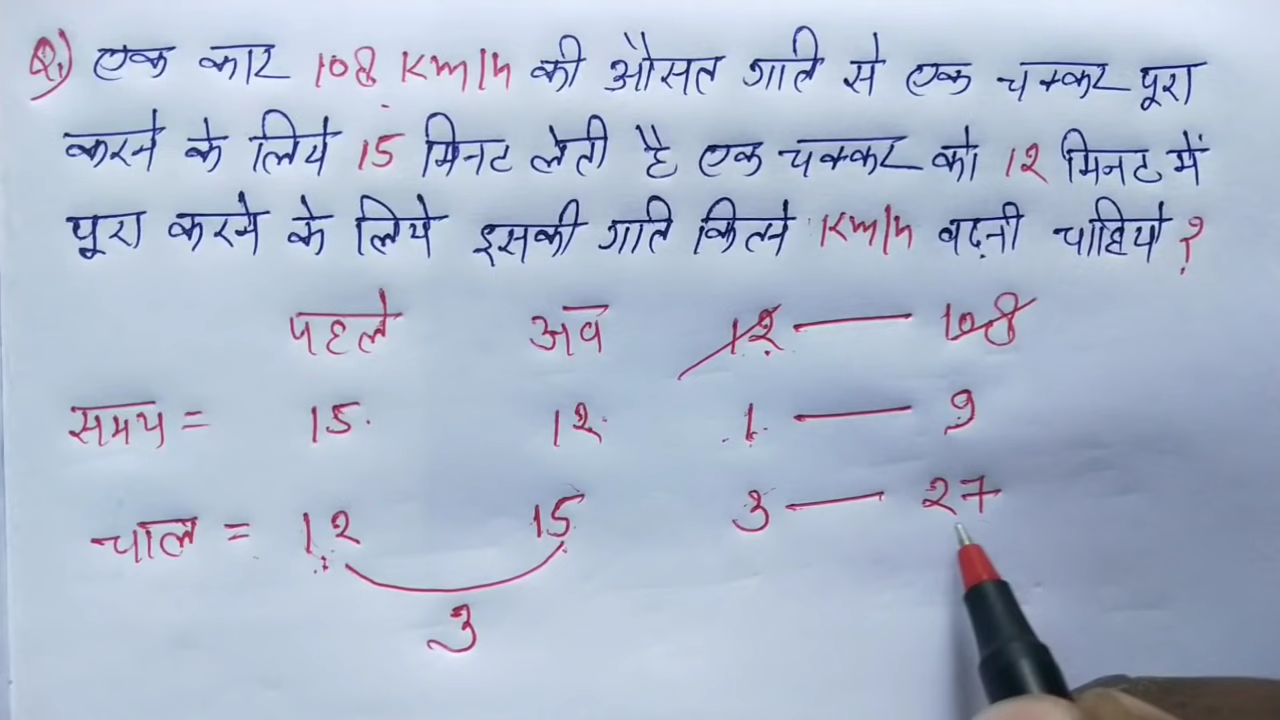 Q.) एक कार 108 Km/h की औसत गति से एक चक्कर पूरा
करने के लिये 15 मिनट लेती है एक चक्कर को 12 मिनट में
पूरा करने के लिये इसकी गति कितने Km/h बढ़नी चाहिये ?
पहले अब 12 — 108
समय = 15 12 1 — 9
चाल = 12 15 3 — 27
3